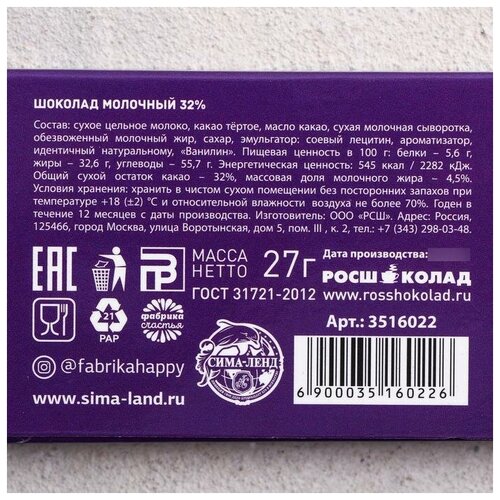 ШОКОЛАД МОЛОЧНЫЙ 32%
Состав: сухое цельное молоко, какао тёртое, масло какао, сухая молочная сыворотка,
обезвоженный молочный жир, сахар, эмульгатор: соевый лецитин, ароматизатор,
идентичный натуральному, «Ванилин». Пищевая ценность в 100 г: белки – 5,6 г,
жиры – 32,6 г, углеводы – 55,7 г. Энергетическая ценность: 545 ккал / 2282 кДж.
Общий сухой остаток какао – 32%, массовая доля молочного жира – 4,5%.
Условия хранения: хранить в чистом сухом помещении без посторонних запахов при
температуре +18 (±2) °С и относительной влажности воздуха не более 70%. Годен в
течение 12 месяцев с даты производства. Изготовитель: ООО «РСШ». Адрес: Россия,
125466, город Москва, улица Воротынская, дом 5, пом. III , к. 2, тел.: +7 (343) 298-03-48.
ЕАС
МАССА
НЕТТО 27г
ГОСТ 31721-2012
Дата производства:
РОСШОКОЛАД
www.rosshokolad.ru
21
PAP
фабрика
счастья
Арт.: 3516022
СИМА-ЛЕНД
@fabrikahappy
www.sima-land.ru
6 900035 160226